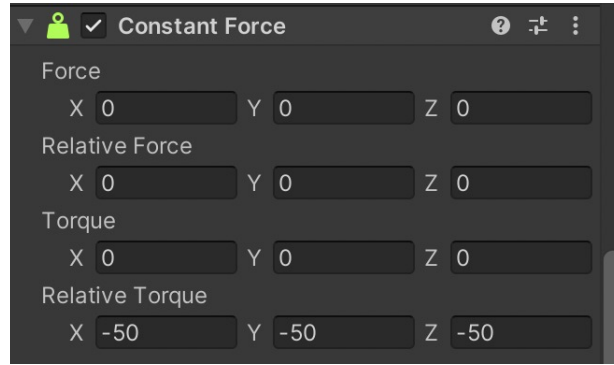 Constant Force
Force
X 0 Y 0 Z 0
Relative Force
X 0 Y 0 Z 0
Torque
X 0 Y 0 Z 0
Relative Torque
X -50 Y -50 Z -50